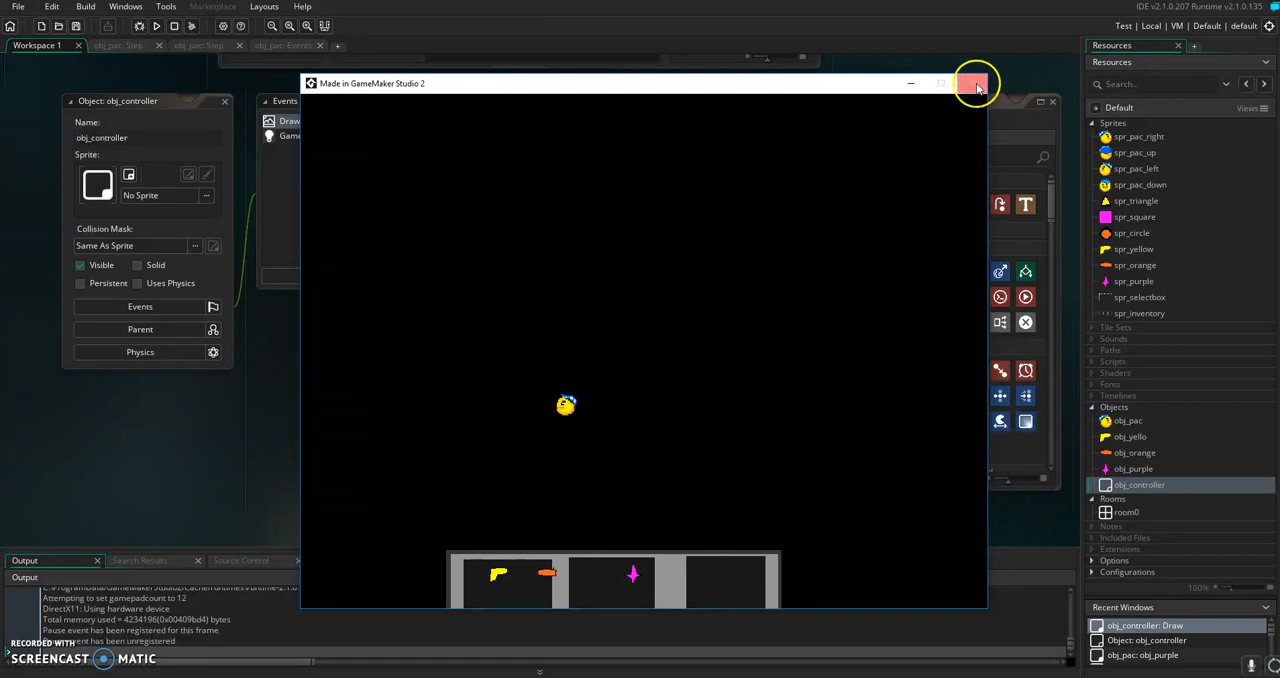 File Edit Build Windows Tools Marketplace Layouts Help
IDE v2.1.0.207 Runtime v2.1.0.135
Test | Local | VM | Default | default
Workspace 1
obj_pac: Step
obj_pac: Step
obj_pac: Events
Resources
Made in GameMaker Studio 2
Resources
Search...
Object: obj_controller
Events
Default
Views
Name:
obj_controller
Draw
Game
Sprite:
No Sprite
Collision Mask:
Same As Sprite
Visible
Solid
Persistent
Uses Physics
Events
Parent
Physics
Sprites
spr_pac_right
spr_pac_up
spr_pac_left
spr_pac_down
spr_triangle
spr_square
spr_circle
spr_yellow
spr_orange
spr_purple
spr_selectbox
spr_inventory
Tile Sets
Sounds
Paths
Scripts
Shaders
Fonts
Timelines
Objects
obj_pac
obj_yello
obj_orange
obj_purple
obj_controller
Rooms
room0
Notes
Included Files
Extensions
Options
Configurations
100%
Recent Windows
obj_controller: Draw
Object: obj_controller
obj_pac: obj_purple
Output
Search Results
Source Control
Output
Attempting to set gamepadcount to 12
DirectX11: Using hardware device
Total memory used = 4234196(0x00409bd4) bytes
Pause event has been registered for this frame
event has been unregistered
RECORDED WITH
SCREENCAST MATIC